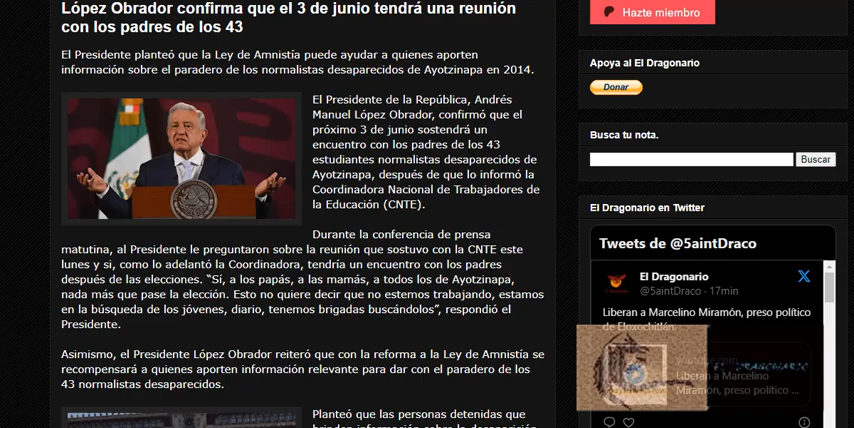 López Obrador confirma que el 3 de junio tendrá una reunión
con los padres de los 43
El Presidente planteó que la Ley de Amnistía puede ayudar a quienes aporten
información sobre el paradero de los normalistas desaparecidos de Ayotzinapa en 2014.
El Presidente de la República, Andrés
Manuel López Obrador, confirmó que el
próximo 3 de junio sostendrá un
encuentro con los padres de los 43
estudiantes normalistas desaparecidos de
Ayotzinapa, después de que lo informó la
Coordinadora Nacional de Trabajadores de
la Educación (CNTE).
Durante la conferencia de prensa
matutina, al Presidente le preguntaron sobre la reunión que sostuvo con la CNTE este
lunes y si, como lo adelantó la Coordinadora, tendría un encuentro con los padres
después de las elecciones. “Sí, a los papás, a las mamás, a todos los de Ayotzinapa,
nada más que pase la elección. Esto no quiere decir que no estemos trabajando, estamos
en la búsqueda de los jóvenes, diario, tenemos brigadas buscándolos”, respondió el
Presidente.
Asimismo, el Presidente López Obrador reiteró que con la reforma a la Ley de Amnistía se
recompensará a quienes aporten información relevante para dar con el paradero de los
43 normalistas desaparecidos.
Planteó que las personas detenidas que
brinden información sobre la desaparición
Hazte miembro
Apoya al El Dragonario
Donar
Busca tu nota.
Buscar
El Dragonario en Twitter
Tweets de @5aintDraco
El Dragonario
@5aintDraco · 17min
Liberan a Marcelino Miramón, preso político
de Eloxochitlán.
youtube.com
Liberan a Marcelino
Miramón, preso político ...